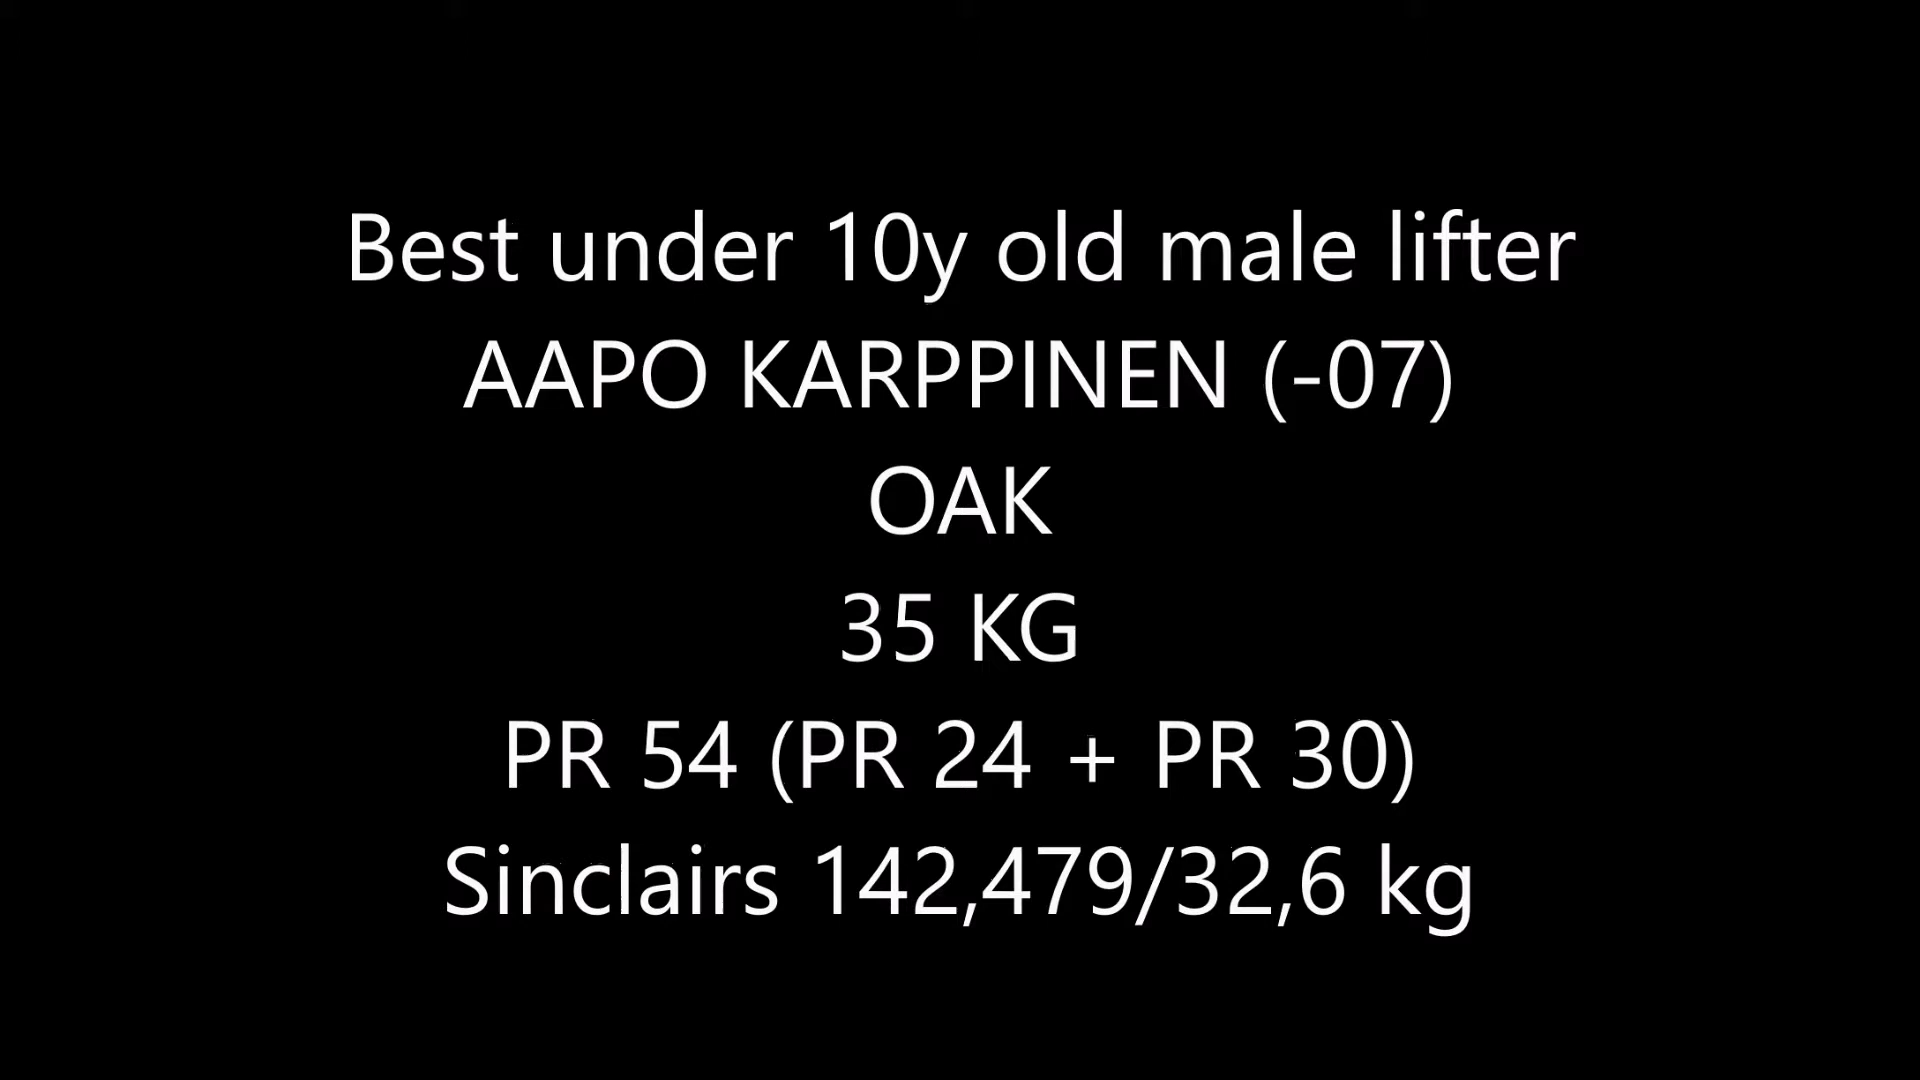 Best under 10y old male lifter
AAPO KARPPINEN (-07)
OAK
35 KG
PR 54 (PR 24 + PR 30)
Sinclairs 142,479/32,6 kg